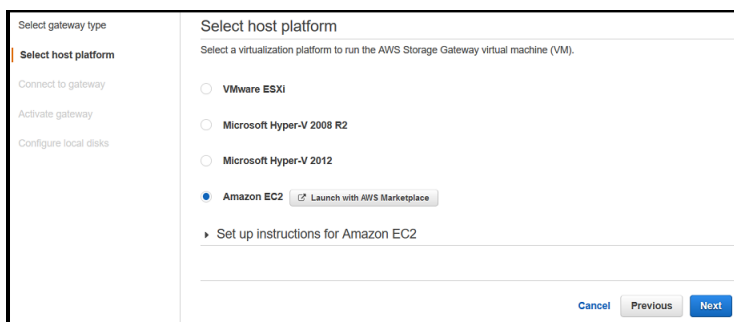 Select gateway type
Select host platform
Connect to gateway
Activate gateway
Configure local disks
Select host platform
Select a virtualization platform to run the AWS Storage Gateway virtual machine (VM).
VMware ESXi
Microsoft Hyper-V 2008 R2
Microsoft Hyper-V 2012
Amazon EC2 Launch with AWS Marketplace
Set up instructions for Amazon EC2
Cancel Previous Next